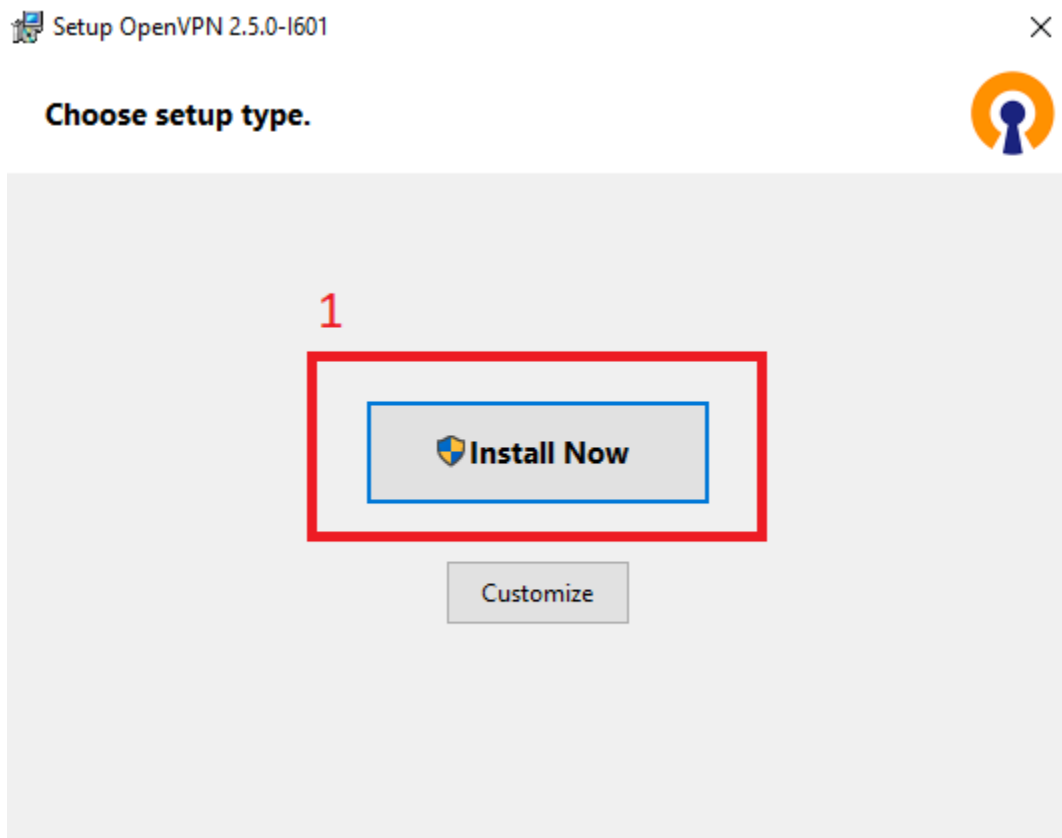 Setup OpenVPN 2.5.0-I601
Choose setup type.
1
Install Now
Customize